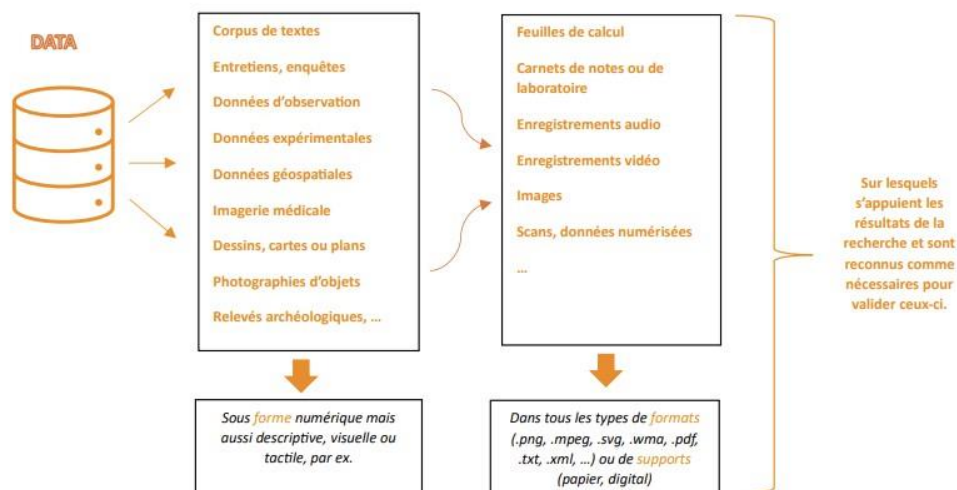 DATA
Corpus de textes
Entretiens, enquêtes
Données d'observation
Données expérimentales
Données géospatiales
Imagerie médicale
Dessins, cartes ou plans
Photographies d'objets
Relevés archéologiques, ...
Sous forme numérique mais
aussi descriptive, visuelle ou
tactile, par ex.
Feuilles de calcul
Carnets de notes ou de
laboratoire
Enregistrements audio
Enregistrements vidéo
Images
Scans, données numérisées
...
Dans tous les types de formats
(.png, .mpeg, .svg, .wma, .pdf,
.txt, .xml, ...) ou de supports
(papier, digital)
Sur lesquels
s'appuient les
résultats de la
recherche et sont
reconnus comme
nécessaires pour
valider ceux-ci.